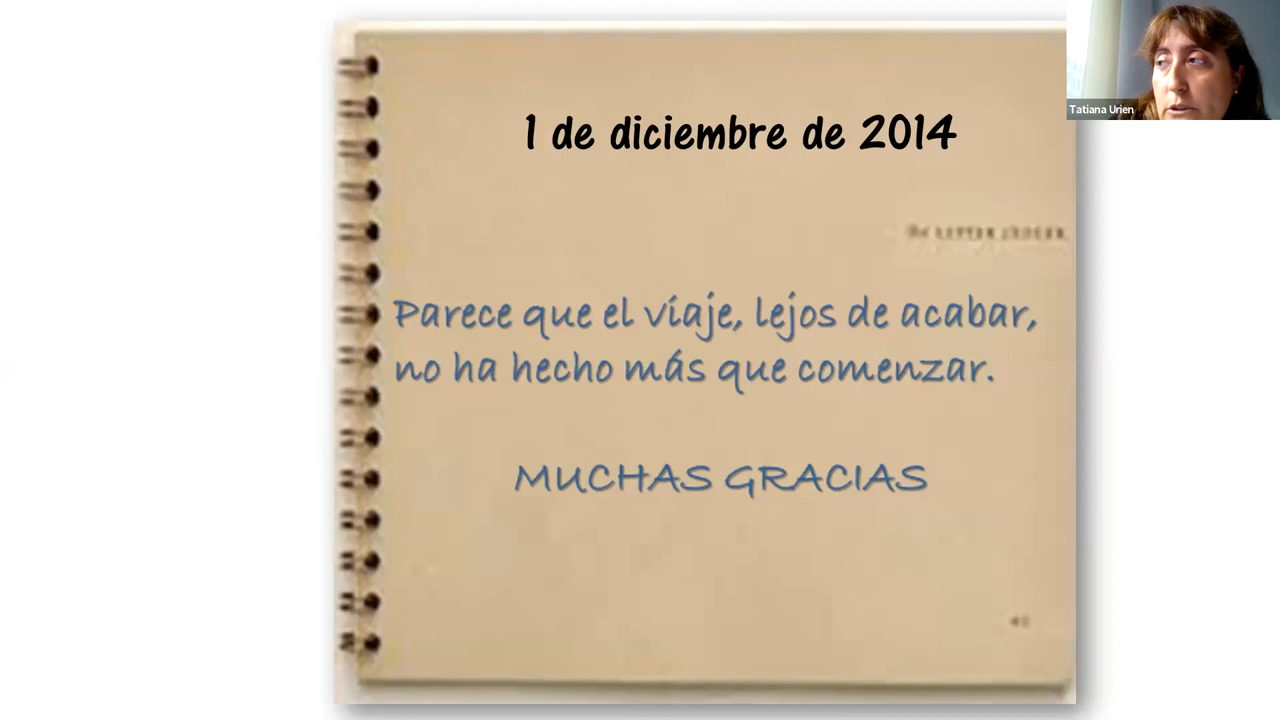 1 de diciembre de 2014
Tatiana Urien
Parece que el viaje, lejos de acabar,
no ha hecho más que comenzar.
MUCHAS GRACIAS